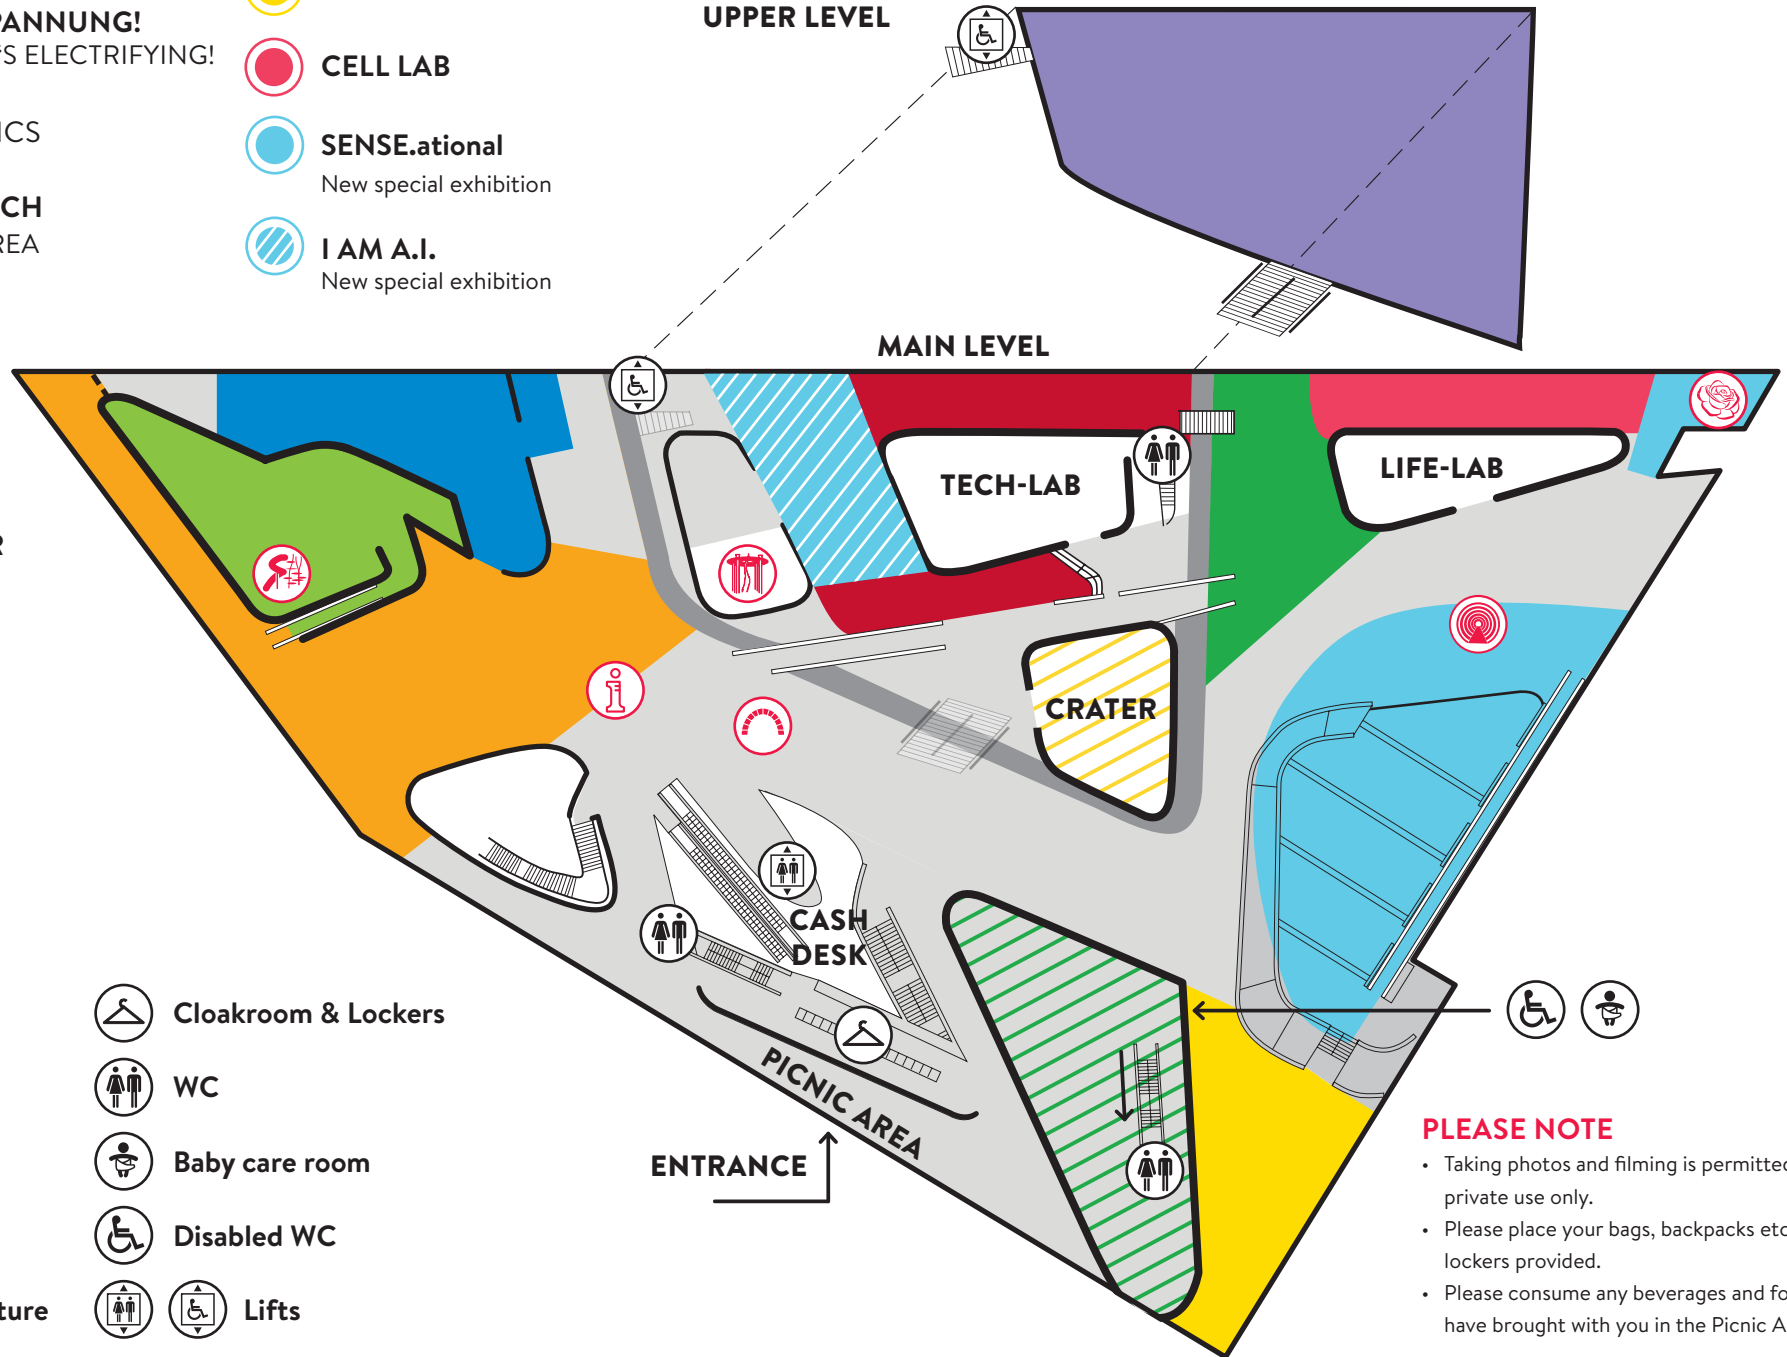 PANNUNG!
'S ELECTRIFYING!
ICS
CH
REA
R
ture
CELL LAB
SENSE.ational
New special exhibition
I AM A.I.
New special exhibition
UPPER LEVEL
MAIN LEVEL
TECH-LAB
LIFE-LAB
CRATER
CASH
DESK
PICNIC AREA
ENTRANCE
Cloakroom & Lockers
WC
Baby care room
Disabled WC
Lifts
PLEASE NOTE
• Taking photos and filming is permitted
private use only.
• Please place your bags, backpacks etc
lockers provided.
• Please consume any beverages and fo
have brought with you in the Picnic A